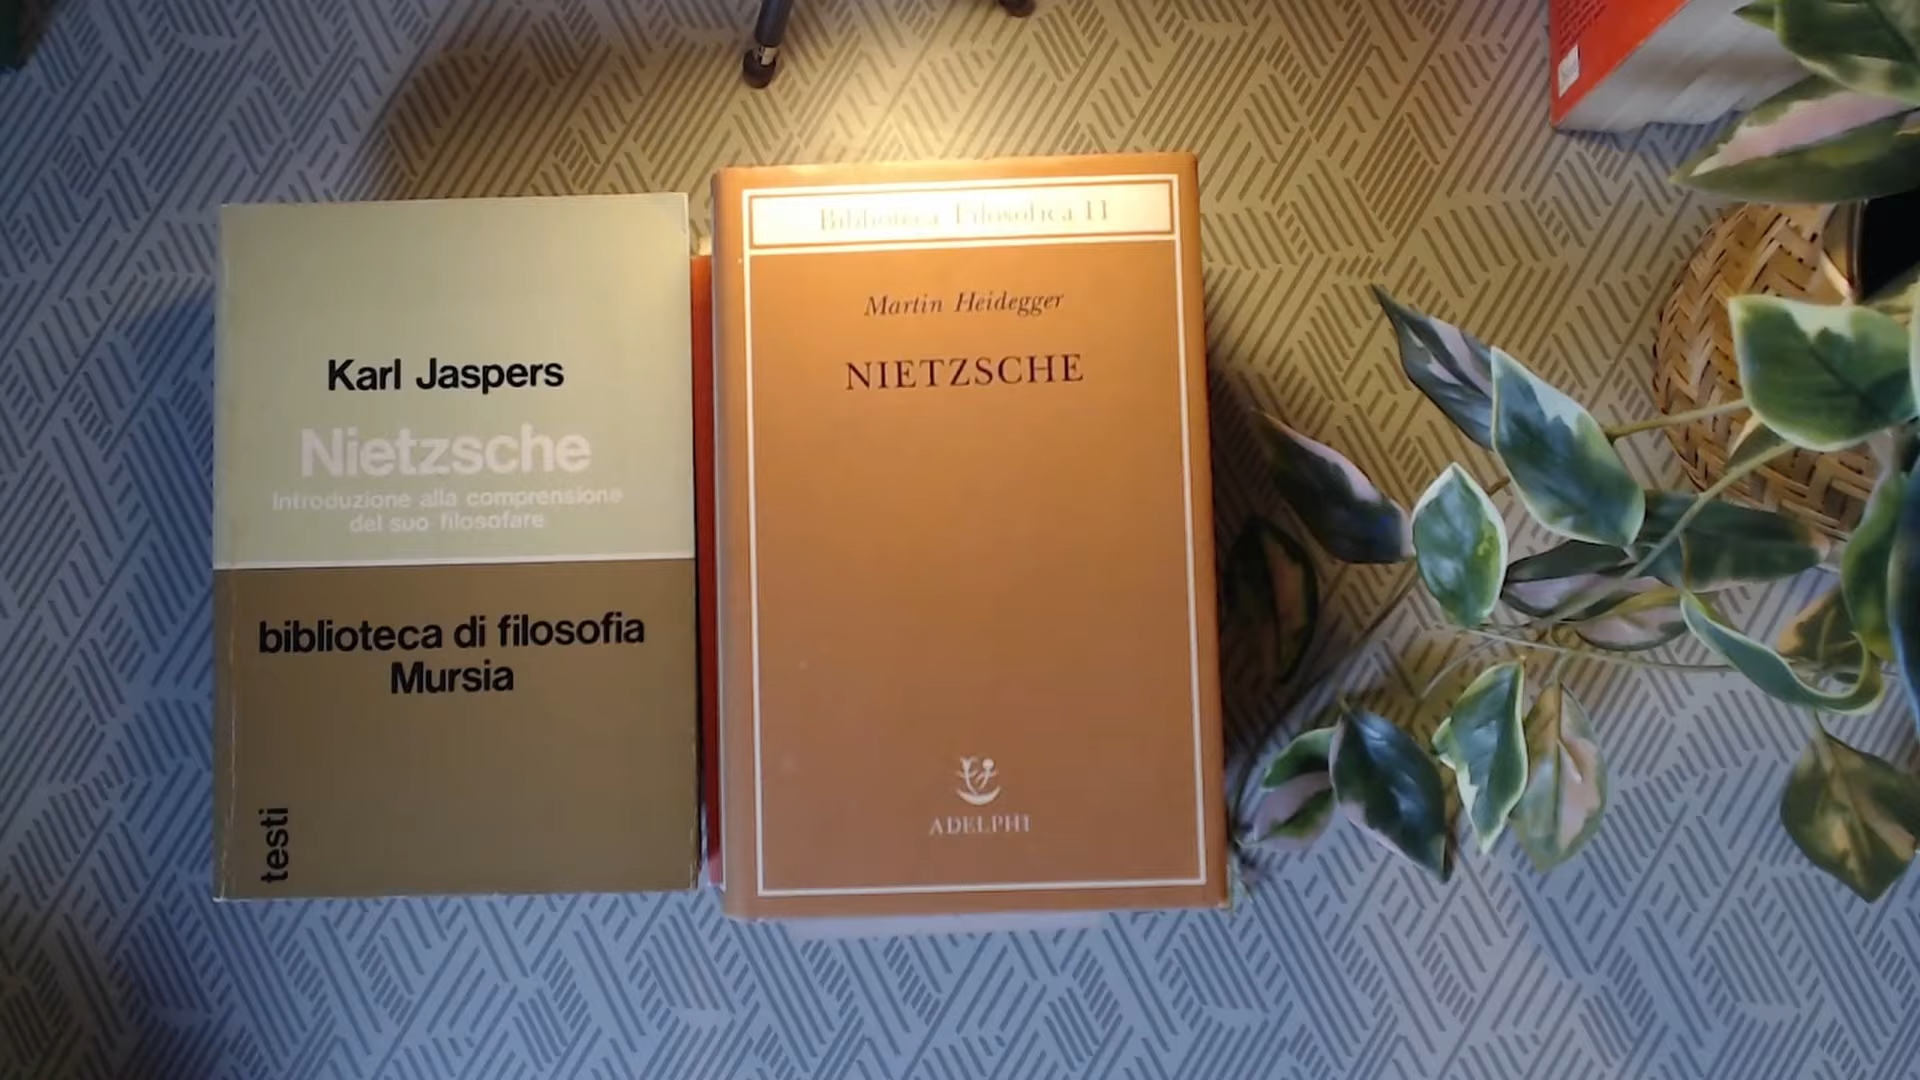 Karl Jaspers
Nietzsche
Introduzione alla comprensione
del suo filosofare
biblioteca di filosofia
Mursia
testi
Biblioteca Filosofica 11
Martin Heidegger
NIETZSCHE
ADELPHI